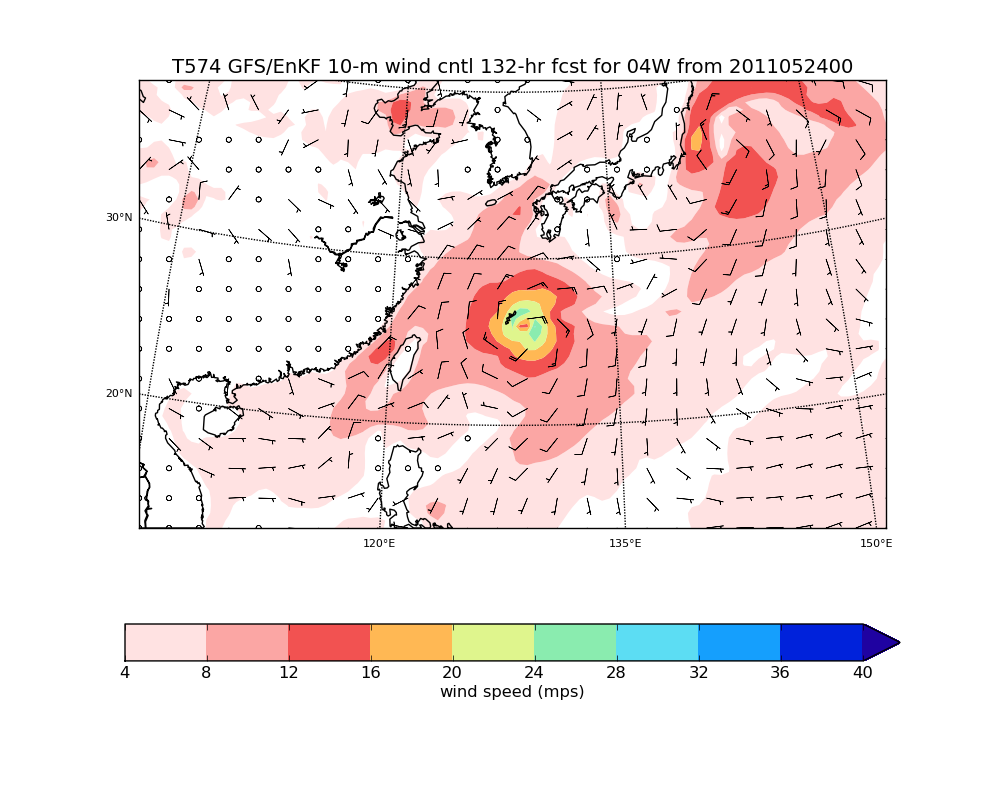 T574 GFS/EnKF 10-m wind cntl 132-hr fcst for 04W from 2011052400
30°N
20°N
120°E 135°E 150°E
4 8 12 16 20 24 28 32 36 40
wind speed (mps)